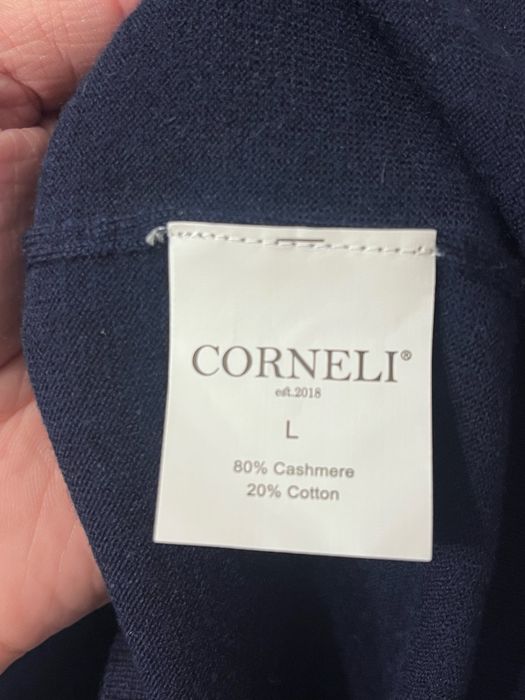 CORNELI®
est.2018
L
80% Cashmere
20% Cotton